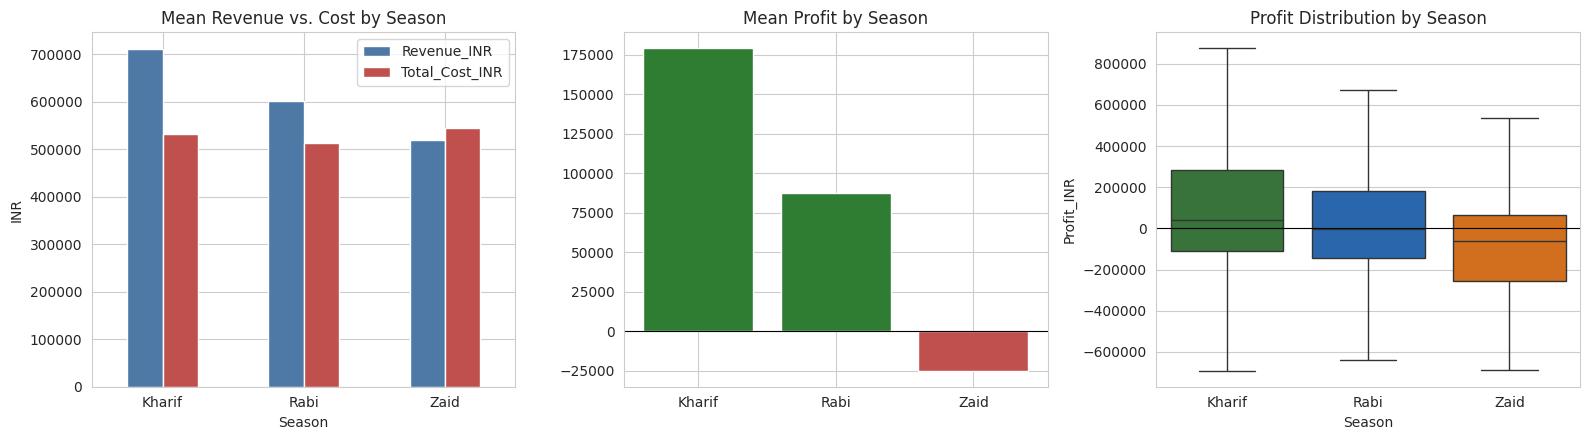 Mean Revenue vs. Cost by Season
700000
600000
500000
400000
300000
200000
100000
0
INR
Revenue_INR
Total_Cost_INR
Kharif Rabi Zaid
Season
Mean Profit by Season
175000
150000
125000
100000
75000
50000
25000
0
−25000
Kharif Rabi Zaid
Profit Distribution by Season
800000
600000
400000
200000
0
−200000
−400000
−600000
Profit_INR
Kharif Rabi Zaid
Season